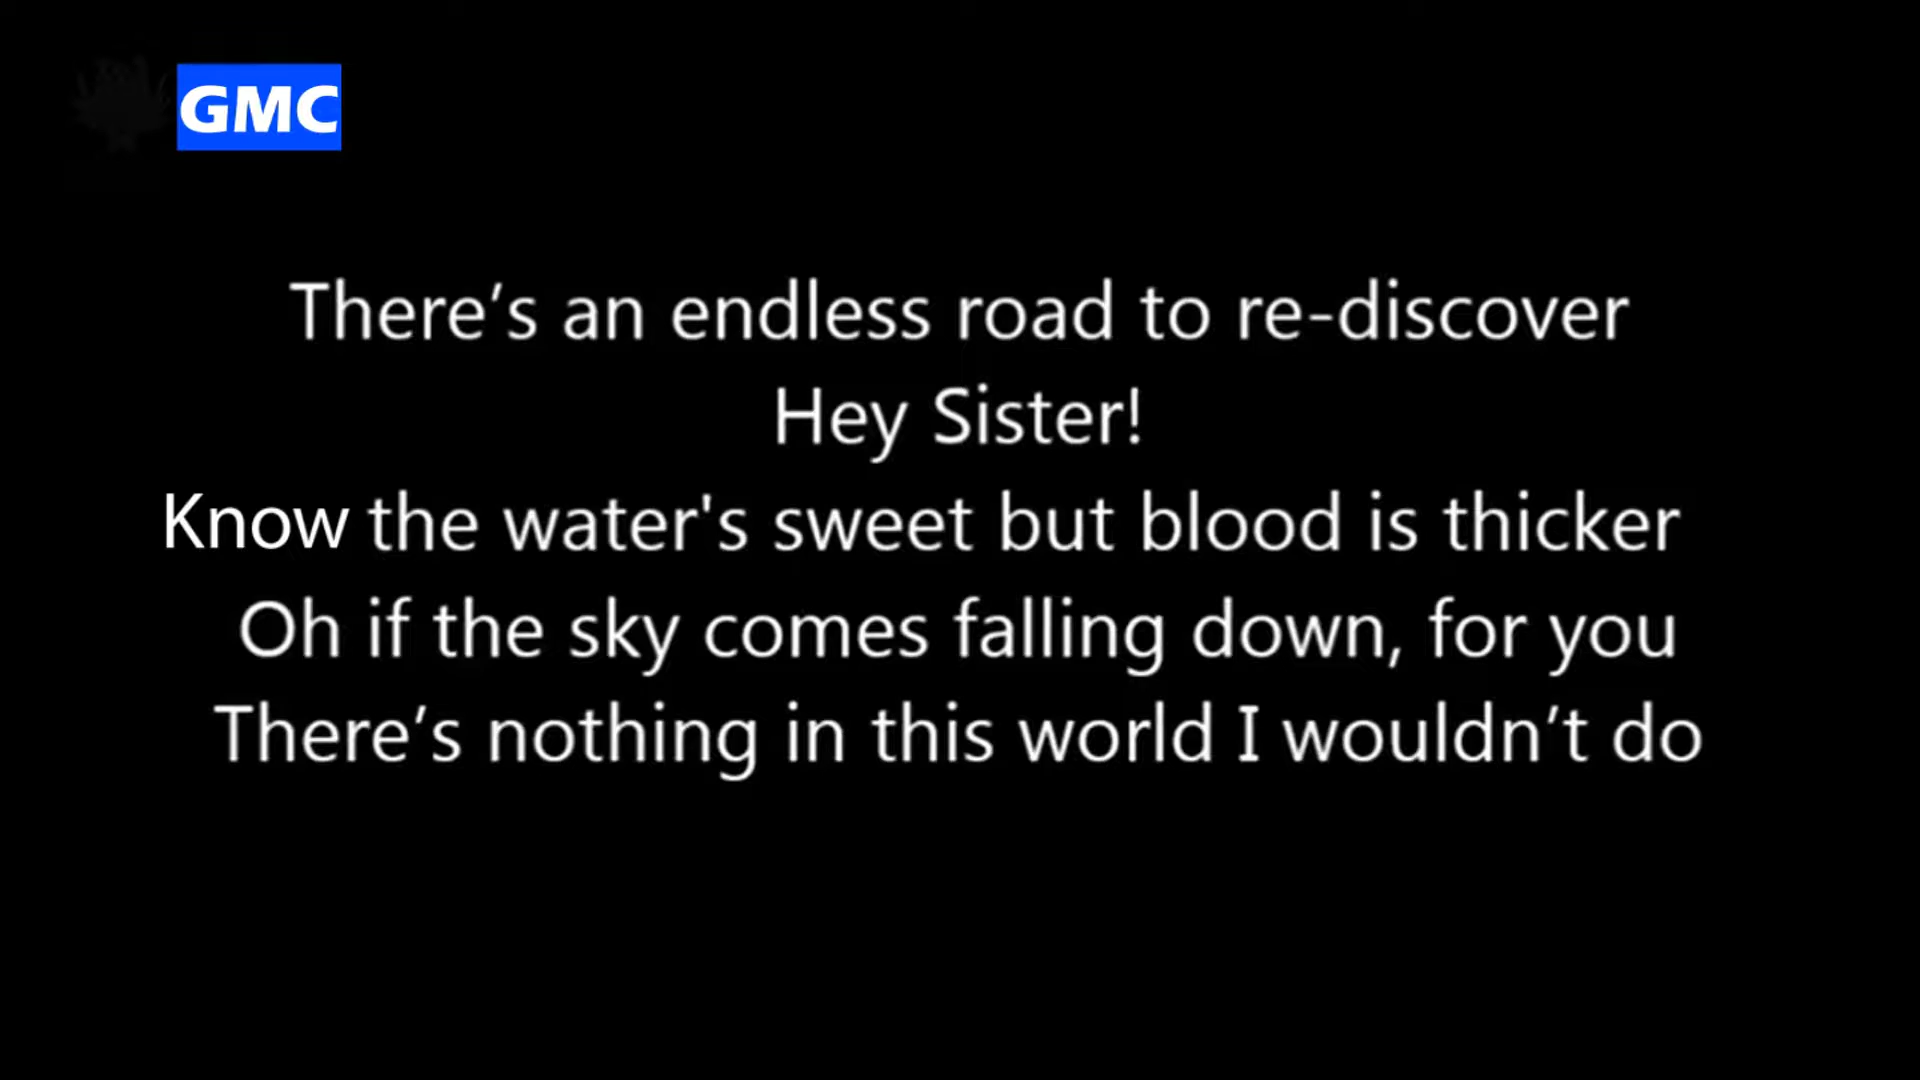 GMC
There’s an endless road to re-discover
Hey Sister!
Know the water's sweet but blood is thicker
Oh if the sky comes falling down, for you
There’s nothing in this world I wouldn’t do